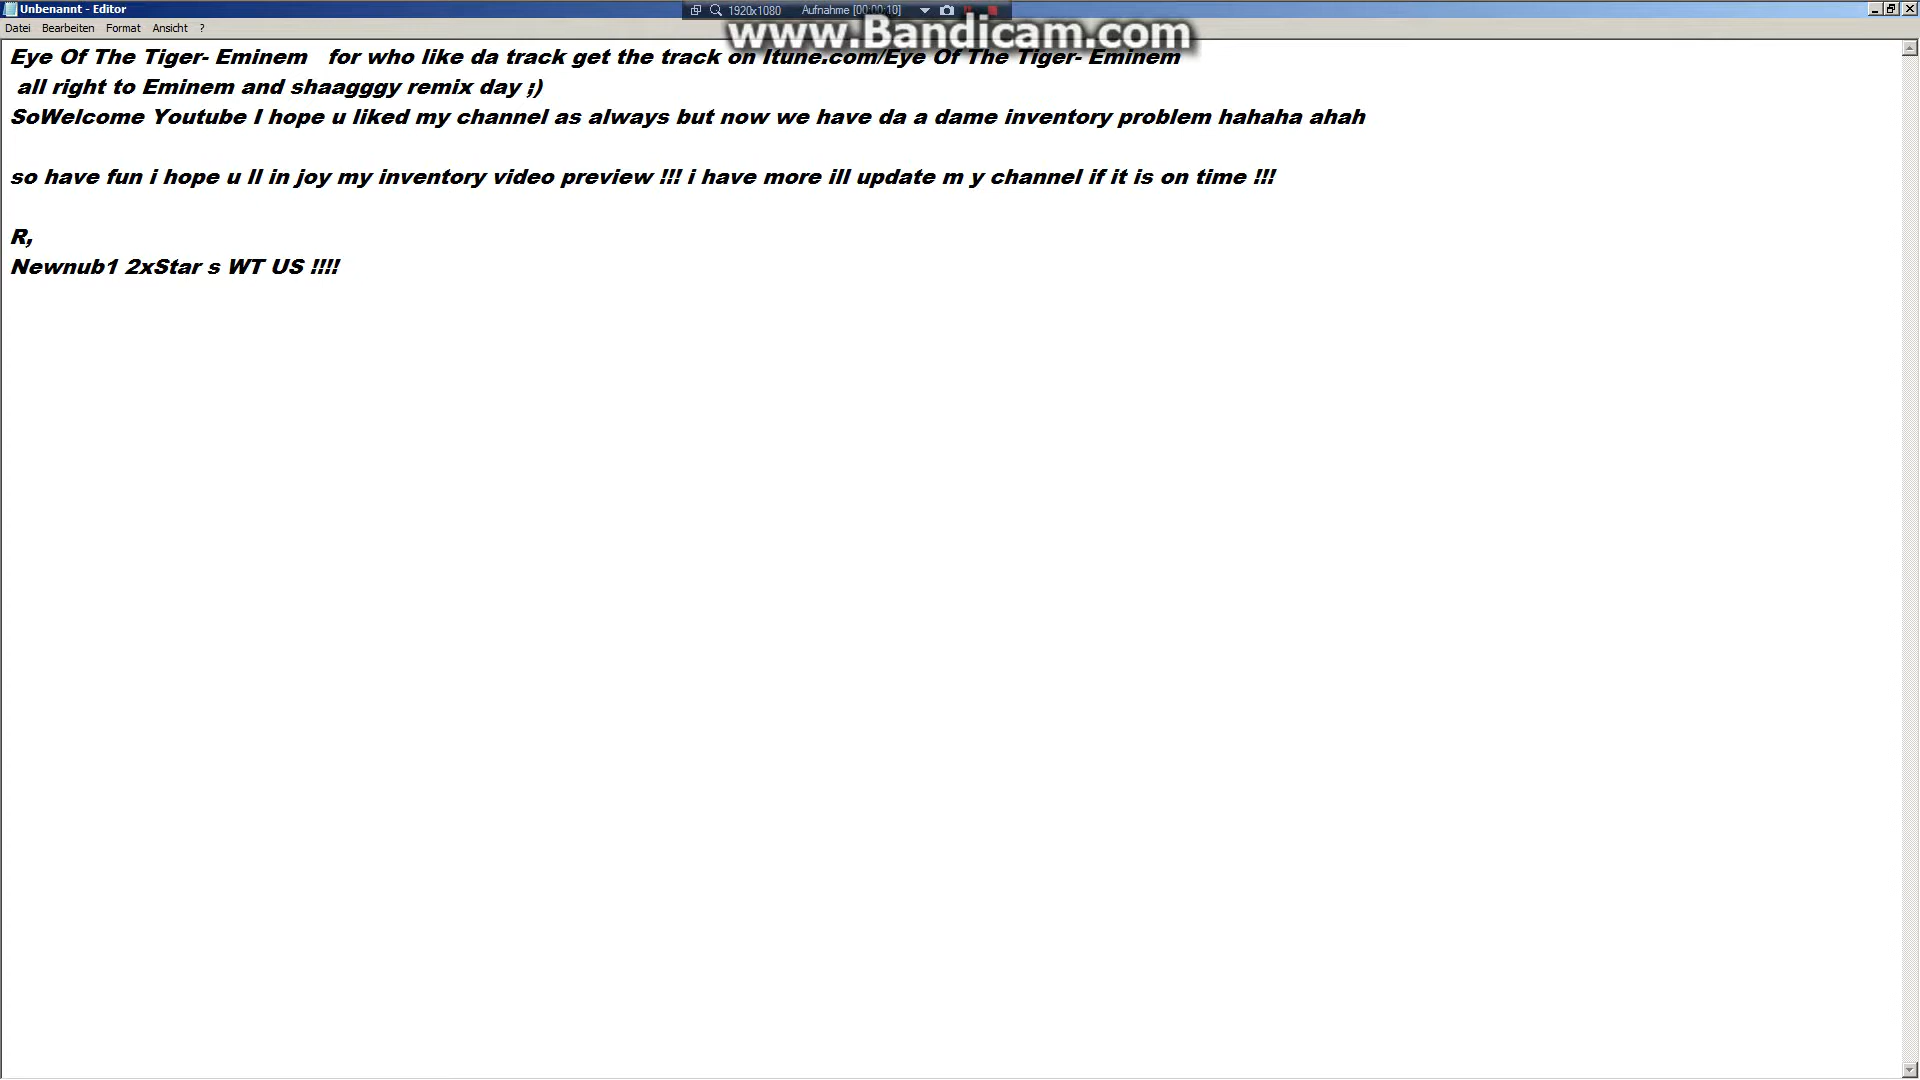 Unbenannt - Editor
1920x1080 Aufnahme [00:00:10]
www.Bandicam.com
Datei Bearbeiten Format Ansicht ?
Eye Of The Tiger- Eminem   for who like da track get the track on Itune.com/Eye Of The Tiger- Eminem
all right to Eminem and shaagggy remix day ;)
SoWelcome Youtube I hope u liked my channel as always but now we have da a dame inventory problem hahaha ahah
so have fun i hope u ll in joy my inventory video preview !!! i have more ill update m y channel if it is on time !!!
R,
Newnub1 2xStar s WT US !!!!